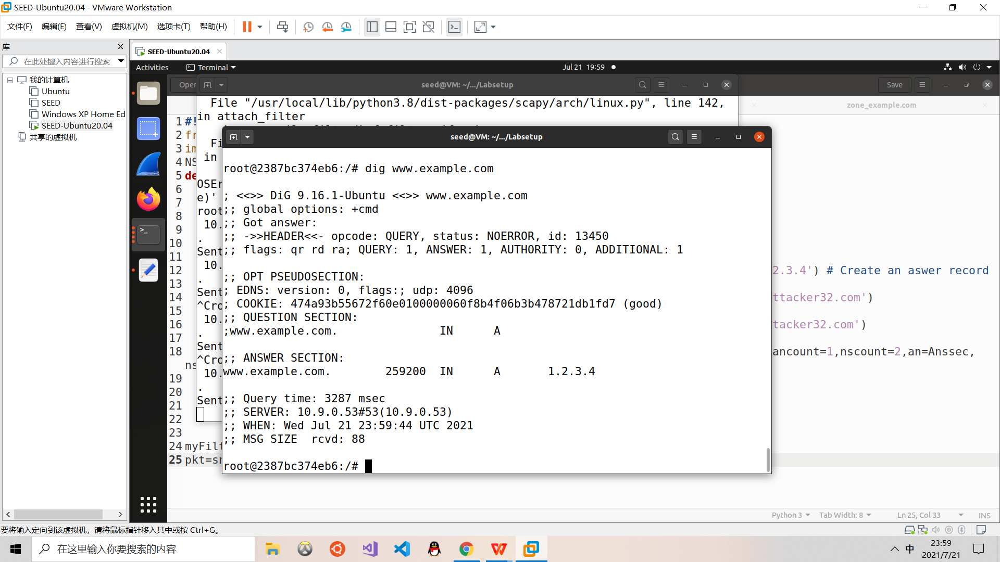 SEED-Ubuntu20.04 - VMware Workstation
文件(F) 编辑(E) 查看(V) 虚拟机(M) 选项卡(T) 帮助(H)
库
在此处键入内容进行搜索
我的计算机
Ubuntu
SEED
Windows XP Home Ed
SEED-Ubuntu20.04
共享的虚拟机
SEED-Ubuntu20.04
Activities Terminal Jul 21 19:59
Oper
seed@VM: ~/.../Labsetup
Save
zone_example.com
File "/usr/local/lib/python3.8/dist-packages/scapy/arch/linux.py", line 142,
in attach_filter
Fi
in
OSEr
e)'
root
10.
.
Sent
10.
.
Sent
^Cro
10.
.
Sent
^Cro
10.
.
Sent
1 #!
2 fr
3 im
4 NS
5 de
6
7
8
9
10
11
12 2.3.4') # Create an aswer record
13
14 ttacker32.com')
15
16 tacker32.com')
17
18 ancount=1,nscount=2,an=Anssec,
ns
19
20
21
22
23
24 myFilt
25 pkt=sn
seed@VM: ~/.../Labsetup
root@2387bc374eb6:/# dig www.example.com
; <<>> DiG 9.16.1-Ubuntu <<>> www.example.com
;; global options: +cmd
;; Got answer:
;; ->>HEADER<<- opcode: QUERY, status: NOERROR, id: 13450
;; flags: qr rd ra; QUERY: 1, ANSWER: 1, AUTHORITY: 0, ADDITIONAL: 1
;; OPT PSEUDOSECTION:
; EDNS: version: 0, flags:; udp: 4096
; COOKIE: 474a93b55672f60e0100000060f8b4f06b3b478721db1fd7 (good)
;; QUESTION SECTION:
;www.example.com. IN A
;; ANSWER SECTION:
www.example.com. 259200 IN A 1.2.3.4
;; Query time: 3287 msec
;; SERVER: 10.9.0.53#53(10.9.0.53)
;; WHEN: Wed Jul 21 23:59:44 UTC 2021
;; MSG SIZE rcvd: 88
root@2387bc374eb6:/#
Python 3 Tab Width: 8 Ln 25, Col 33 INS
要将输入定向到该虚拟机，请将鼠标指针移入其中或按 Ctrl+G。
在这里输入你要搜索的内容
中
23:59
2021/7/21